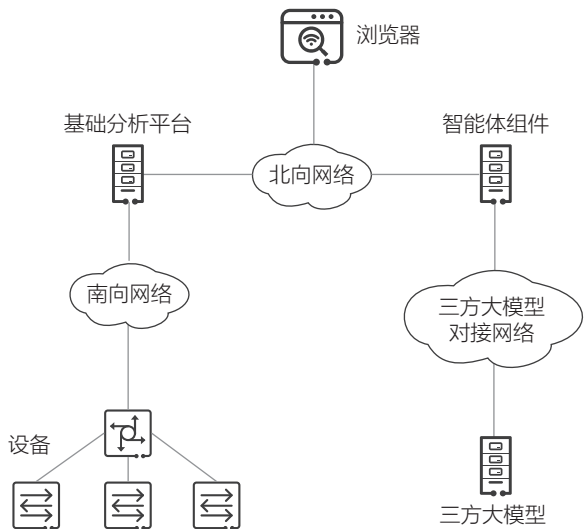 浏览器
基础分析平台
智能体组件
北向网络
南向网络
三方大模型
对接网络
设备
三方大模型